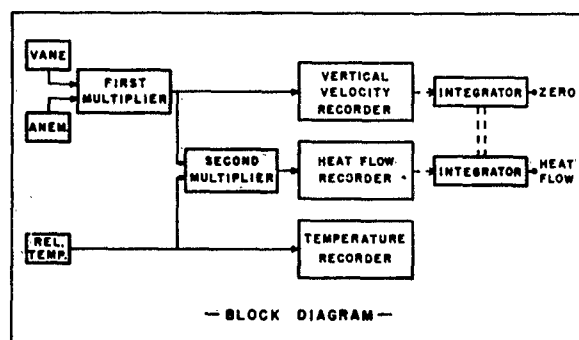 VANE
ANEM.
FIRST
MULTIPLIER
VERTICAL
VELOCITY
RECORDER
INTEGRATOR
ZERO
SECOND
MULTIPLIER
HEAT FLOW
RECORDER
INTEGRATOR
HEAT
FLOW
REL.
TEMP.
TEMPERATURE
RECORDER
— BLOCK DIAGRAM —